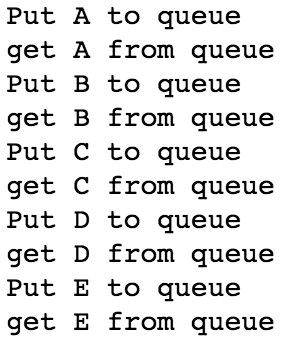 Put A to queue
get A from queue
Put B to queue
get B from queue
Put C to queue
get C from queue
Put D to queue
get D from queue
Put E to queue
get E from queue